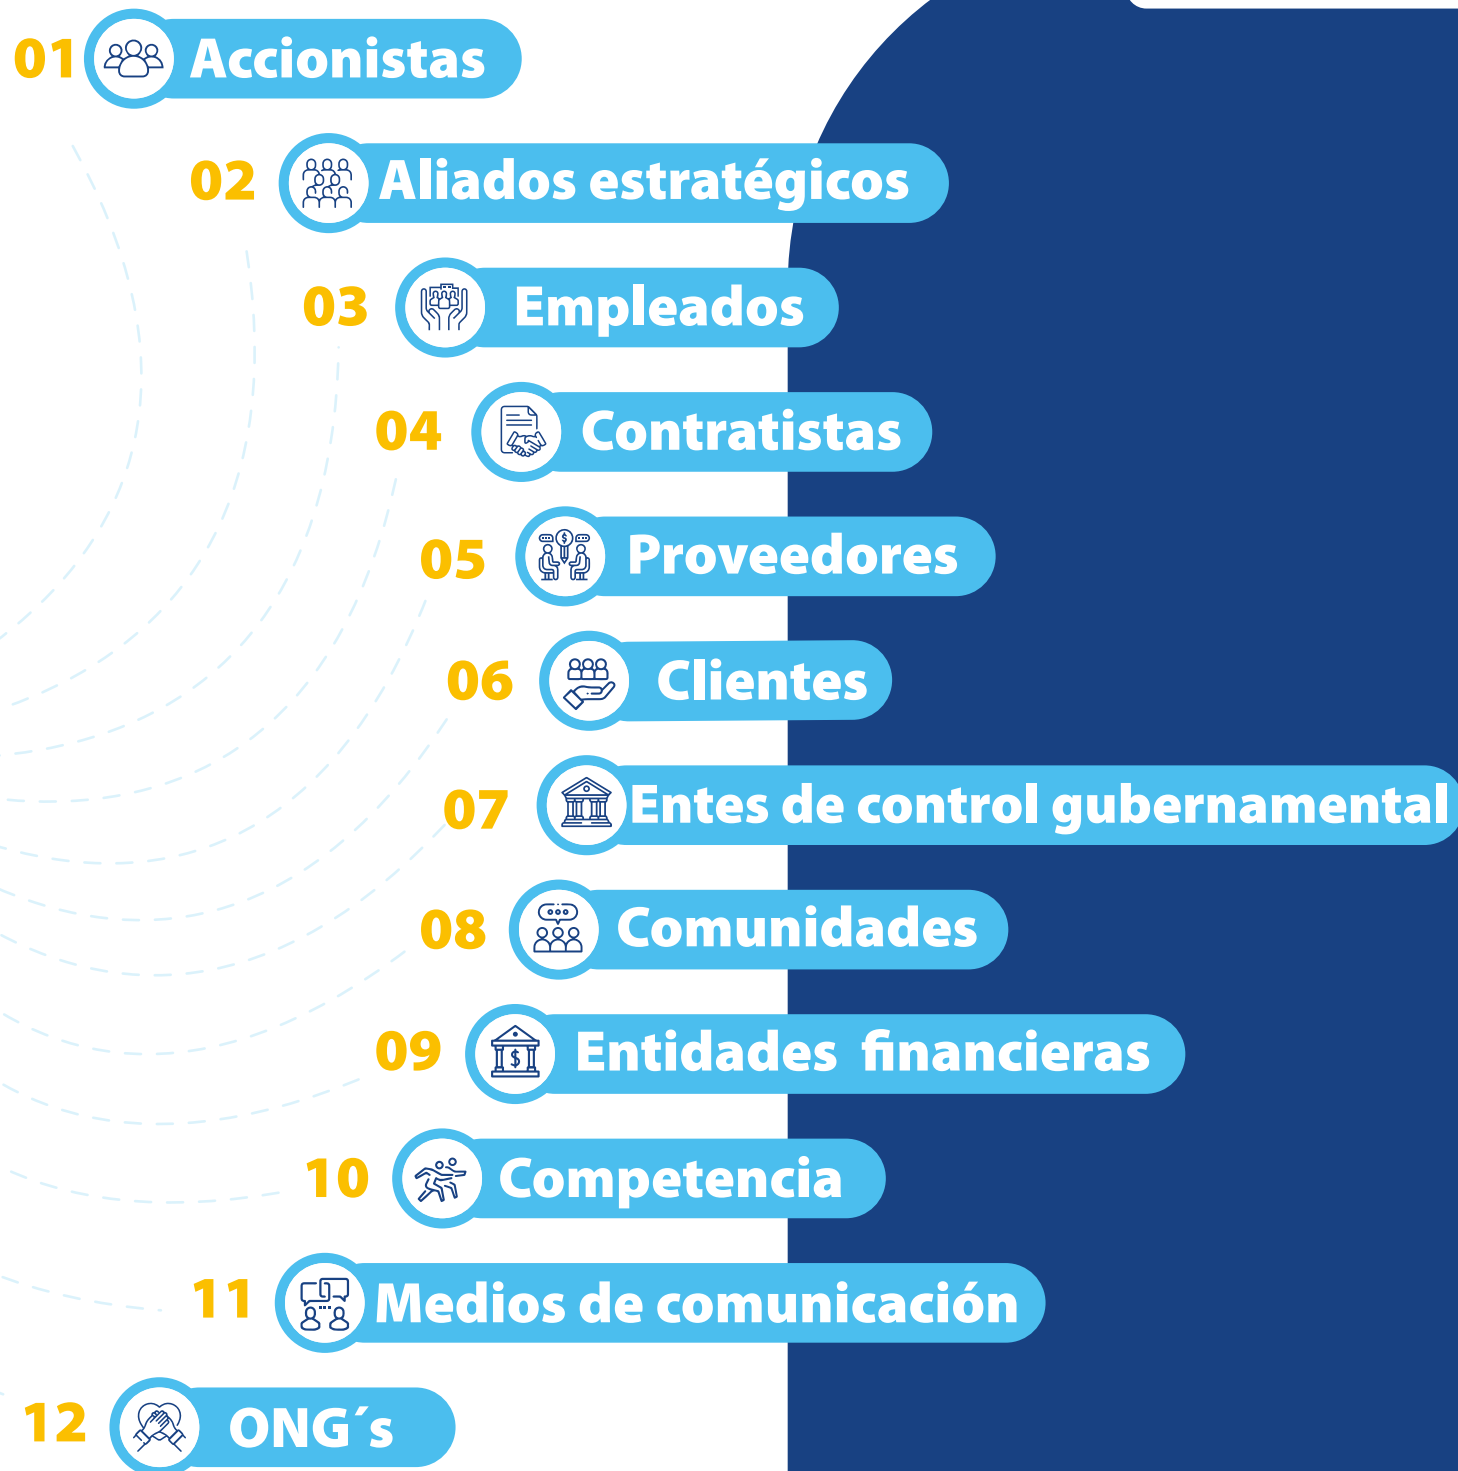 01 Accionistas
02 Aliados estratégicos
03 Empleados
04 Contratistas
05 Proveedores
06 Clientes
07 Entes de control gubernamental
08 Comunidades
09 Entidades financieras
10 Competencia
11 Medios de comunicación
12 ONG´s